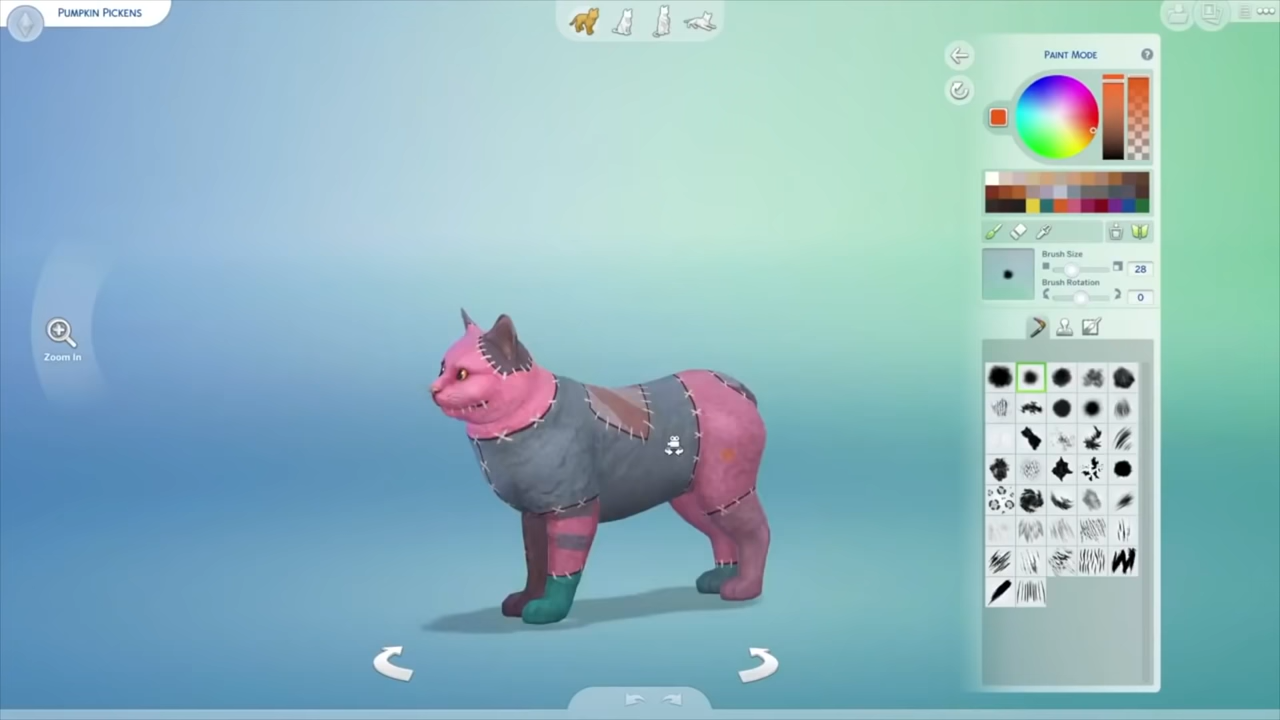 PUMPKIN PICKENS
PAINT MODE
?
Brush Size
28
Brush Rotation
0
Zoom In